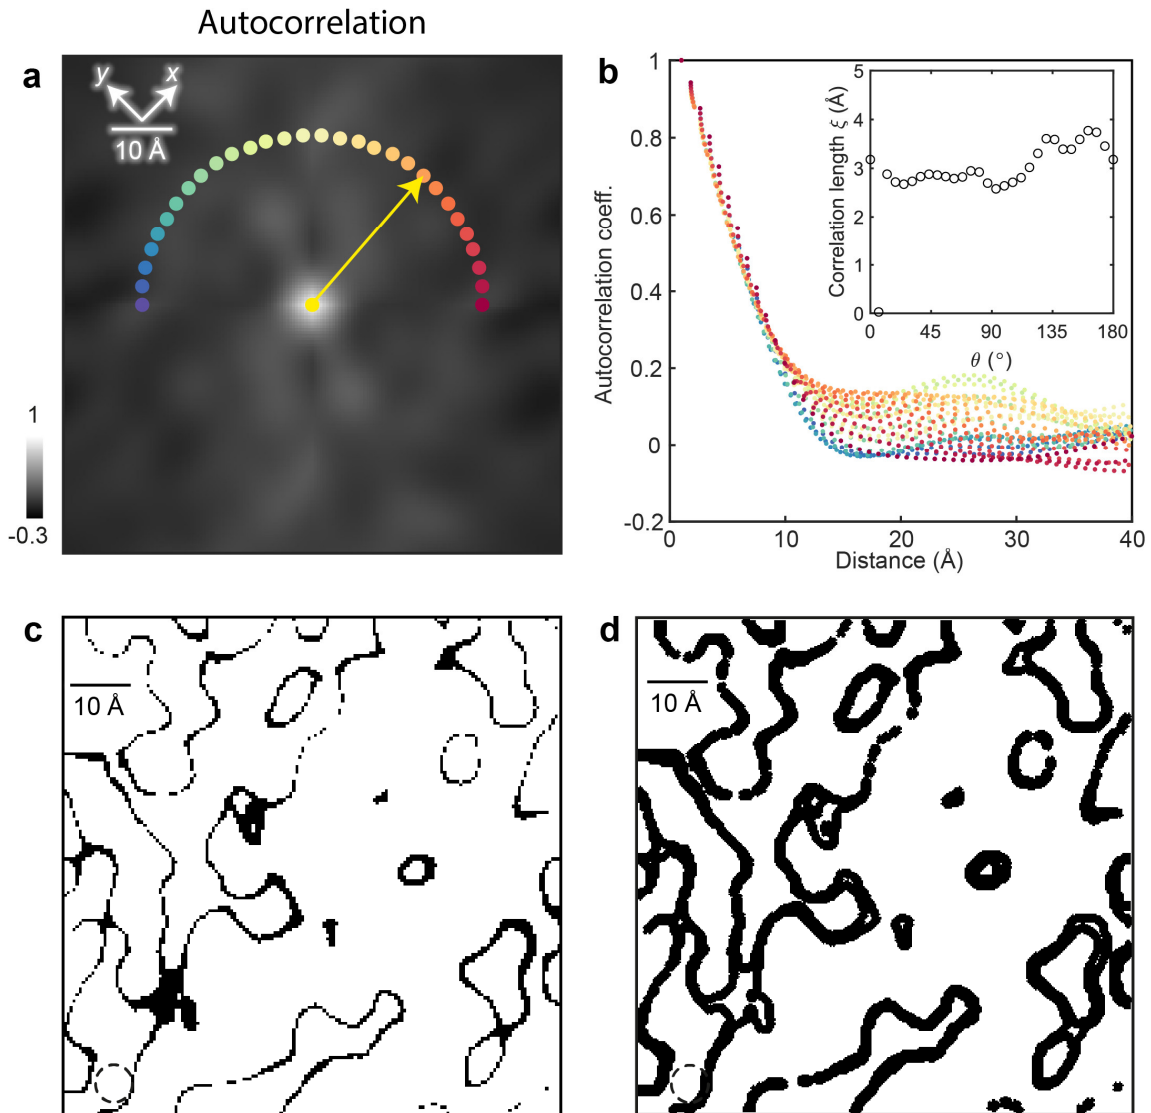 Autocorrelation
a
y x
10 Å
1
-0.3
b
Autocorrelation coeff.
1
0.8
0.6
0.4
0.2
0
-0.2
0 10 20 30 40
Distance (Å)
Correlation length ξ (Å)
5
4
3
2
1
0
0 45 90 135 180
θ (°)
c
10 Å
d
10 Å